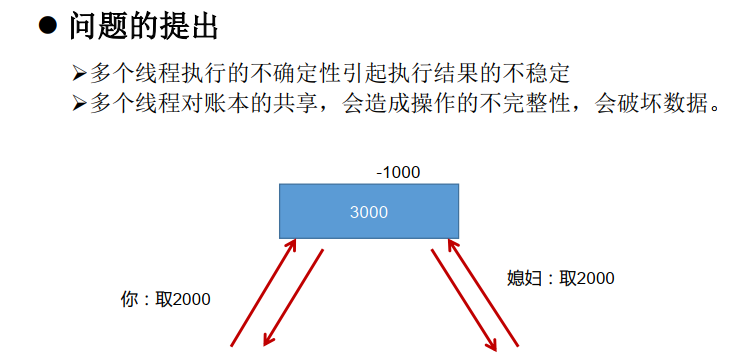 ● 问题的提出
➢多个线程执行的不确定性引起执行结果的不稳定
➢多个线程对账本的共享，会造成操作的不完整性，会破坏数据。
-1000
3000
你：取2000
媳妇：取2000